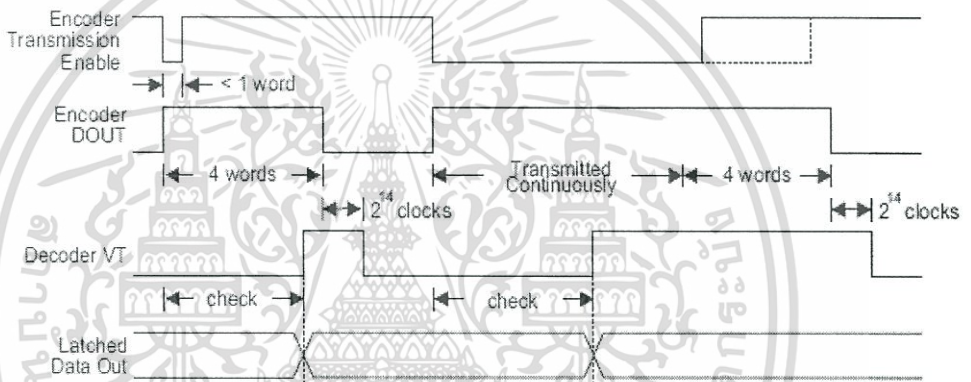 Encoder
Transmission
Enable
< 1 word
Encoder
DOUT
4 words
Transmitted
Continuously
4 words
2^14 clocks
2^14 clocks
Decoder VT
check
check
Latched
Data Out